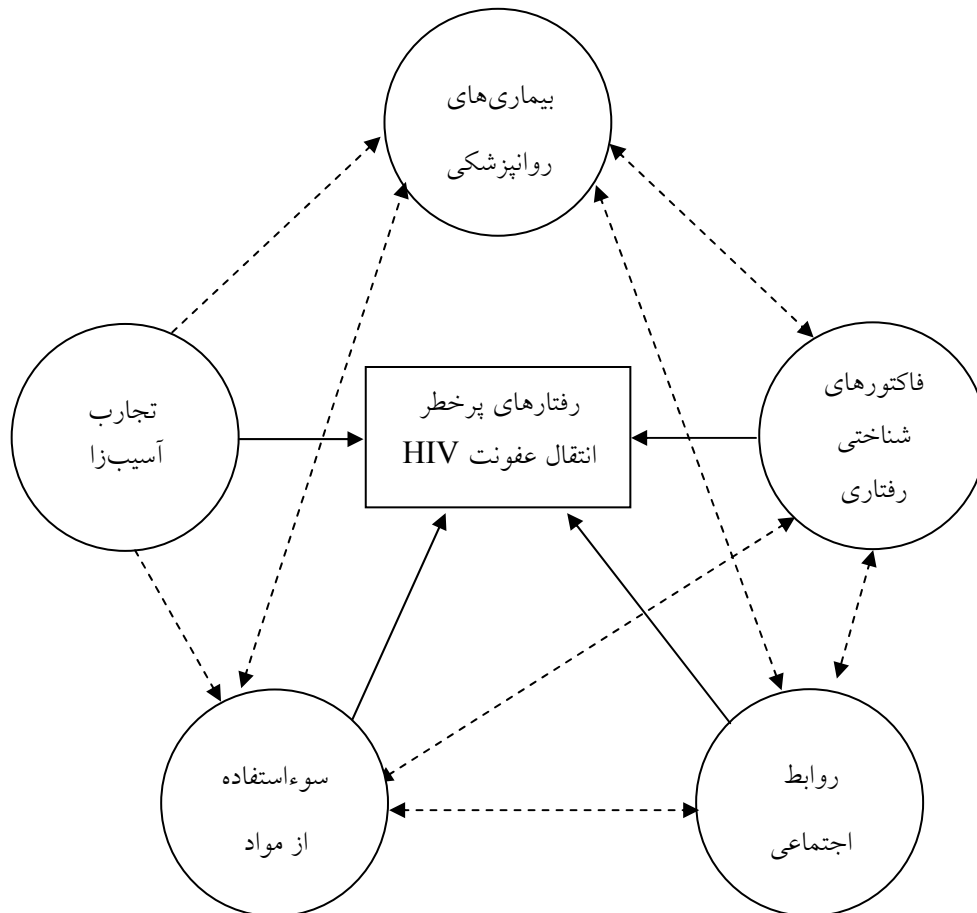 بیماری‌های
روانپزشکی
تجارب
آسیب‌زا
رفتارهای پرخطر
انتقال عفونت HIV
فاکتورهای
شناختی
رفتاری
سوءاستفاده
از مواد
روابط
اجتماعی